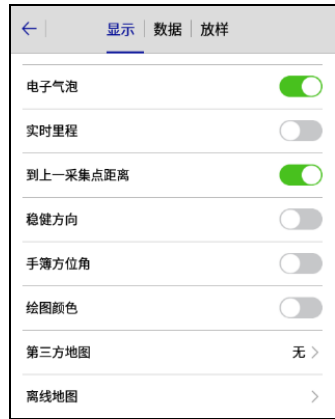 显示 数据 放样
电子气泡
实时里程
到上一采集点距离
稳健方向
手簿方位角
绘图颜色
第三方地图 无
离线地图